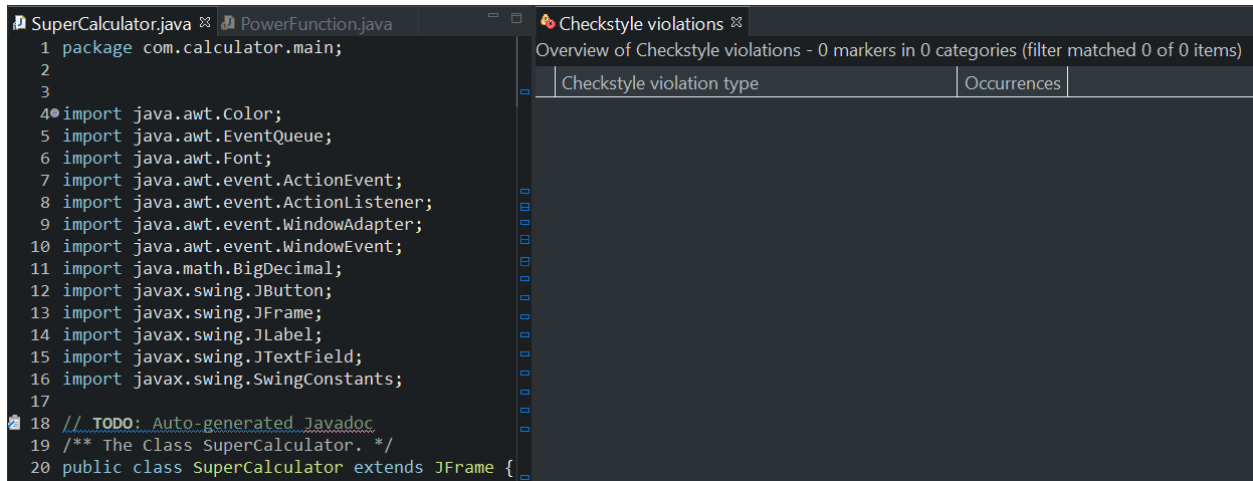 SuperCalculator.java PowerFunction.java
1 package com.calculator.main;
2
3
4 import java.awt.Color;
5 import java.awt.EventQueue;
6 import java.awt.Font;
7 import java.awt.event.ActionEvent;
8 import java.awt.event.ActionListener;
9 import java.awt.event.WindowAdapter;
10 import java.awt.event.WindowEvent;
11 import java.math.BigDecimal;
12 import javax.swing.JButton;
13 import javax.swing.JFrame;
14 import javax.swing.JLabel;
15 import javax.swing.JTextField;
16 import javax.swing.SwingConstants;
17
18 // TODO: Auto-generated Javadoc
19 /** The Class SuperCalculator. */
20 public class SuperCalculator extends JFrame {
Checkstyle violations
Overview of Checkstyle violations - 0 markers in 0 categories (filter matched 0 of 0 items)
Checkstyle violation type Occurrences